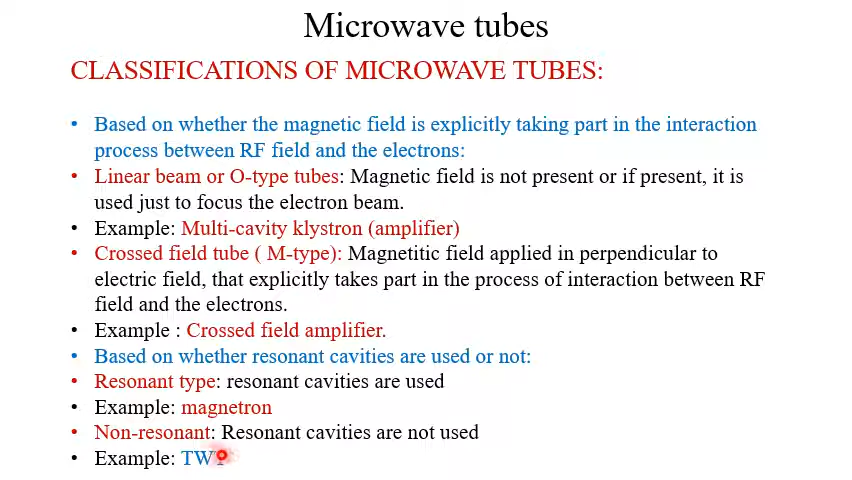 Microwave tubes
CLASSIFICATIONS OF MICROWAVE TUBES:
• Based on whether the magnetic field is explicitly taking part in the interaction
process between RF field and the electrons:
• Linear beam or O-type tubes: Magnetic field is not present or if present, it is
used just to focus the electron beam.
• Example: Multi-cavity klystron (amplifier)
• Crossed field tube ( M-type): Magnetitic field applied in perpendicular to
electric field, that explicitly takes part in the process of interaction between RF
field and the electrons.
• Example : Crossed field amplifier.
• Based on whether resonant cavities are used or not:
• Resonant type: resonant cavities are used
• Example: magnetron
• Non-resonant: Resonant cavities are not used
• Example: TWT